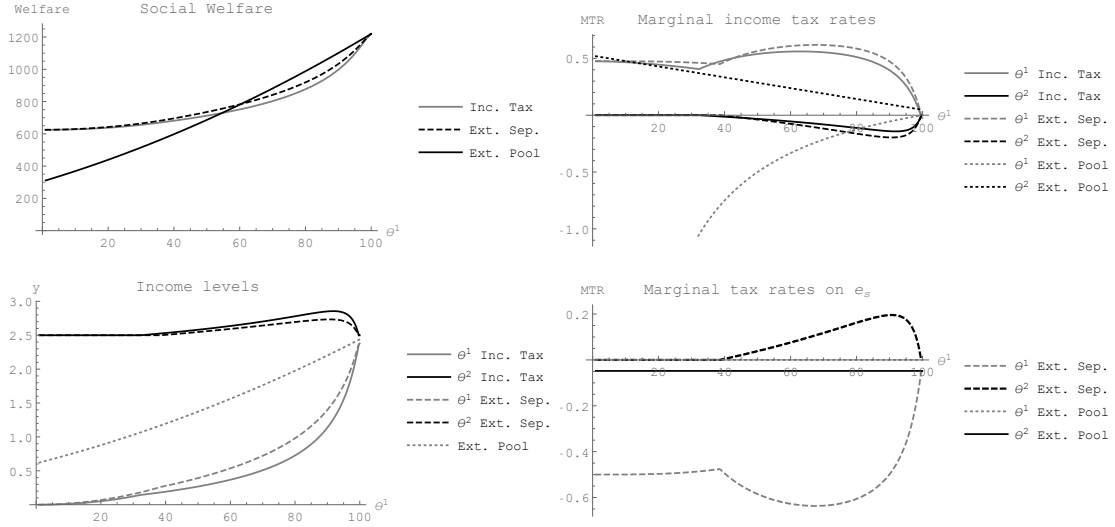 Welfare
Social Welfare
1200
1000
800
600
400
200
20
40
60
80
100
θ¹
Inc. Tax
Ext. Sep.
Ext. Pool
MTR
Marginal income tax rates
0.5
-0.5
-1.0
20
40
60
80
100
θ¹
θ¹ Inc. Tax
θ² Inc. Tax
θ¹ Ext. Sep.
θ² Ext. Sep.
θ¹ Ext. Pool
θ² Ext. Pool
y
Income levels
3.0
2.5
2.0
1.5
1.0
0.5
20
40
60
80
100
θ¹
θ¹ Inc. Tax
θ² Inc. Tax
θ¹ Ext. Sep.
θ² Ext. Sep.
Ext. Pool
MTR
Marginal tax rates on eₛ
0.2
-0.2
-0.4
-0.6
20
40
60
80
100
θ¹
θ¹ Ext. Sep.
θ² Ext. Sep.
θ¹ Ext. Pool
θ² Ext. Pool